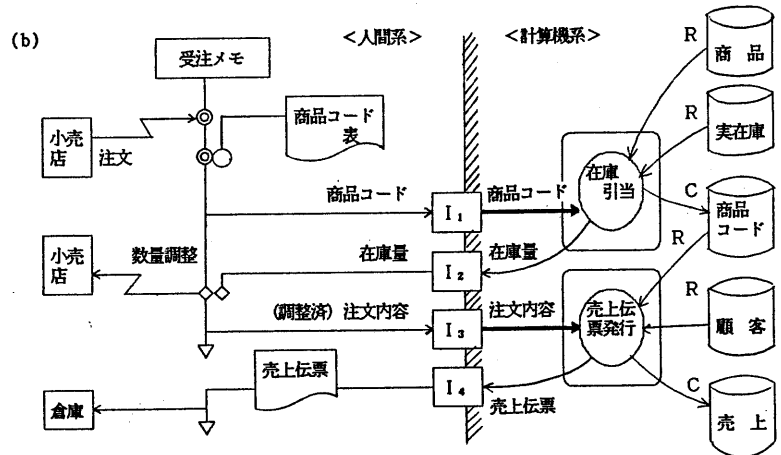 (b)
受注メモ
<人間系>
<計算機系>
R
商 品
小売
店
注文
商品コード
表
R
実在庫
在庫
引当
C
商品
コード
商品コード
I₁
商品コード
小売
店
数量調整
在庫量
I₂
在庫量
R
R
顧 客
(調整済) 注文内容
I₃
注文内容
売上伝
票発行
売上伝票
I₄
売上伝票
C
売 上
倉庫